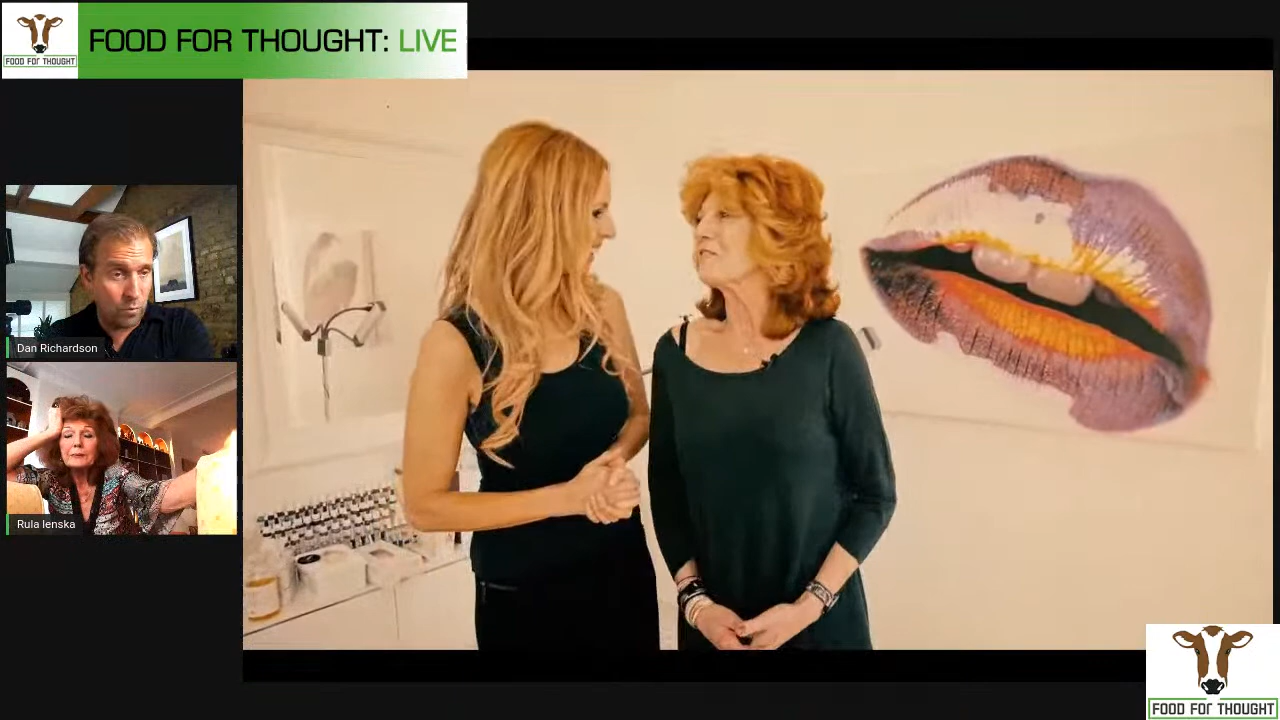 FOOD FOR THOUGHT: LIVE
FOOD FOR THOUGHT
Dan Richardson
Rula lenska
FOOD FOR THOUGHT